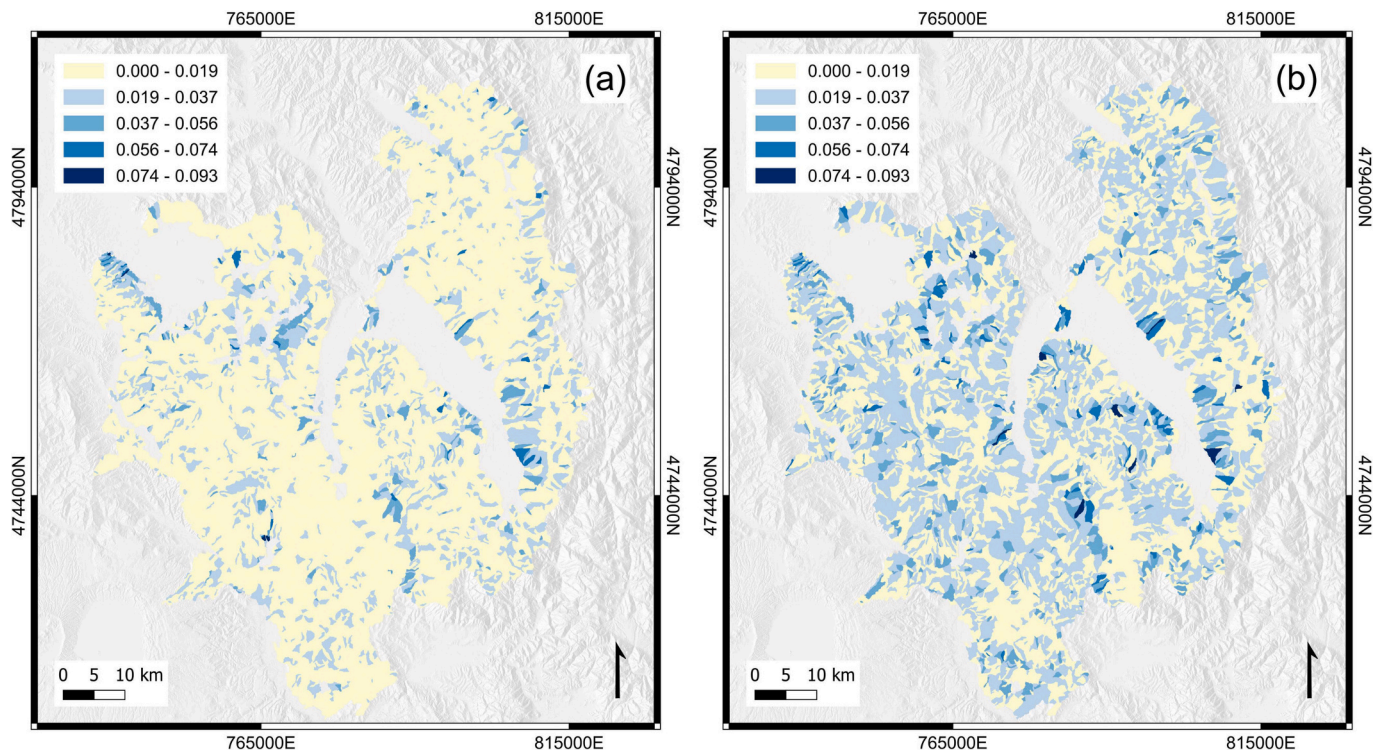 765000E 815000E
0.000 - 0.019
0.019 - 0.037
0.037 - 0.056
0.056 - 0.074
0.074 - 0.093
(a)
4794000N
4794000N
4744000N
4744000N
0 5 10 km
765000E 815000E
765000E 815000E
0.000 - 0.019
0.019 - 0.037
0.037 - 0.056
0.056 - 0.074
0.074 - 0.093
(b)
4794000N
4794000N
4744000N
4744000N
0 5 10 km
765000E 815000E